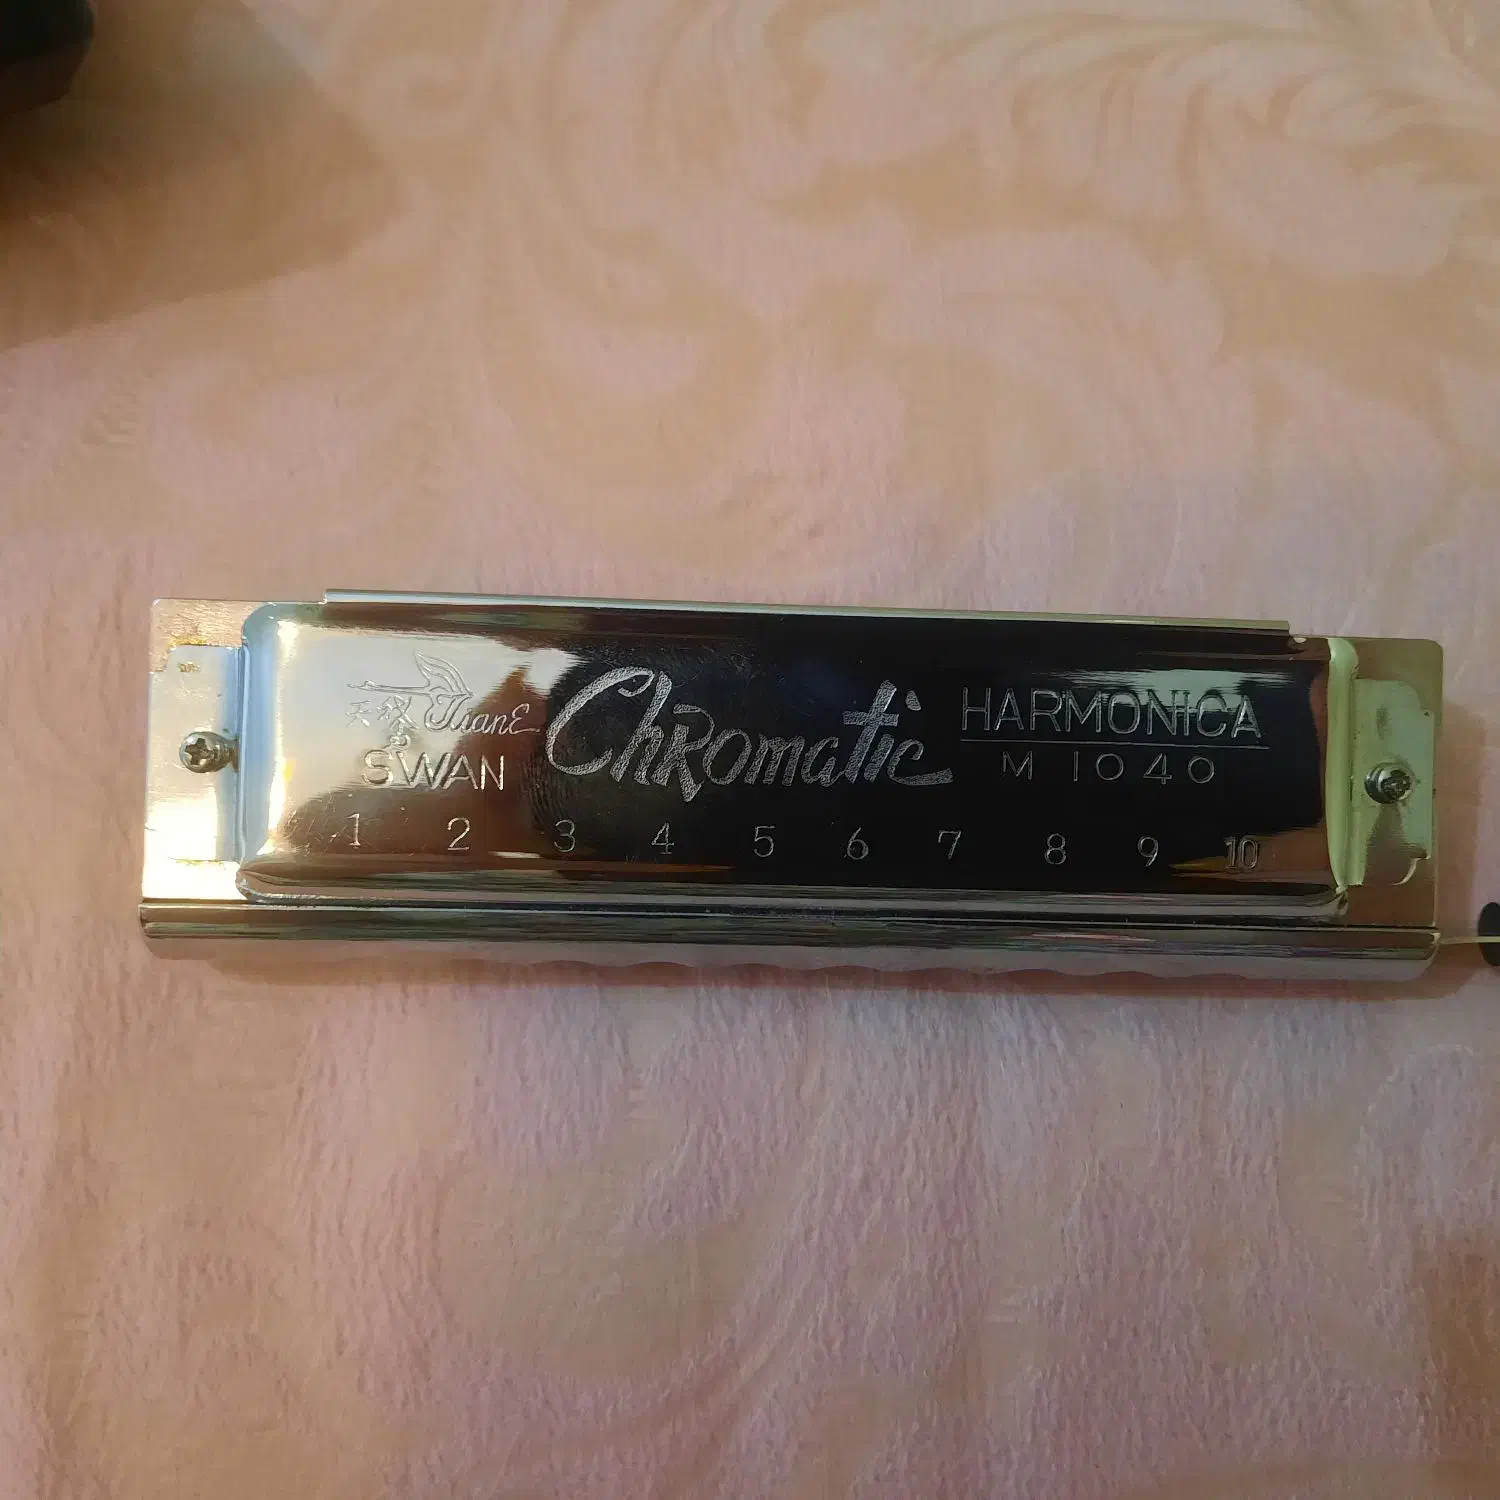 天鹅 TianE
SWAN
Chromatic
HARMONICA
M 1040
1 2 3 4 5 6 7 8 9 10